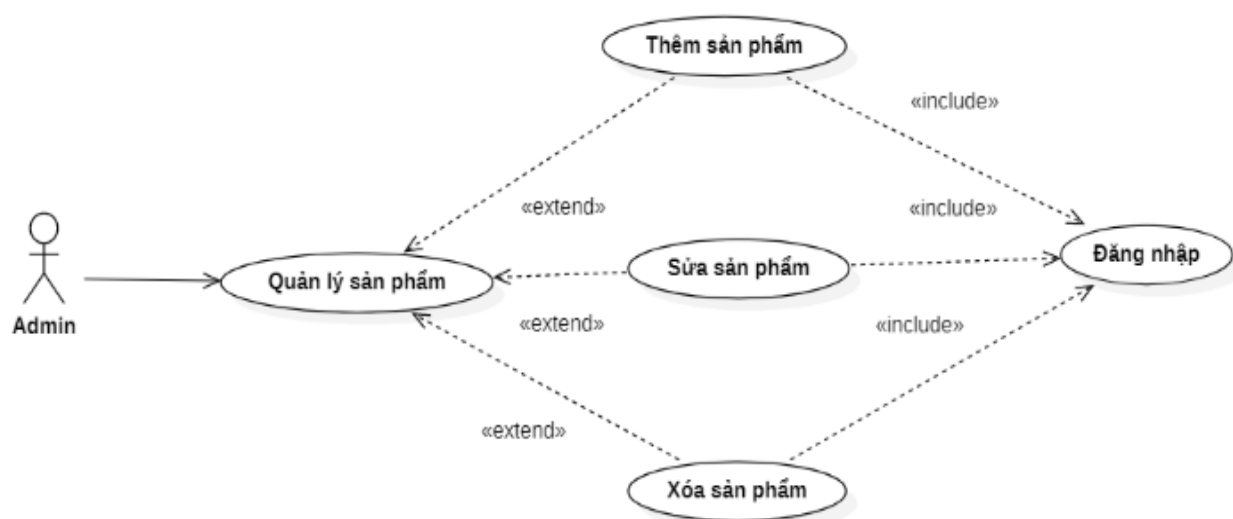 Thêm sản phẩm
«include»
«extend»
«include»
Sửa sản phẩm
Đăng nhập
Quản lý sản phẩm
Admin
«extend»
«include»
«extend»
Xóa sản phẩm